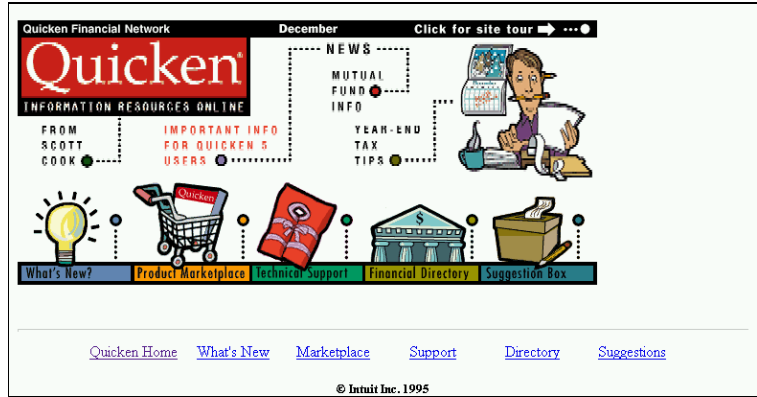 Quicken Financial Network
December
Click for site tour
Quicken®
INFORMATION RESOURCES ONLINE
NEWS
MUTUAL
FUND
INFO
FROM
SCOTT
COOK
IMPORTANT INFO
FOR QUICKEN 5
USERS
YEAR-END
TAX
TIPS
Quicken
$
What's New?
Product Marketplace
Technical Support
Financial Directory
Suggestion Box
Quicken Home
What's New
Marketplace
Support
Directory
Suggestions
© Intuit Inc. 1995